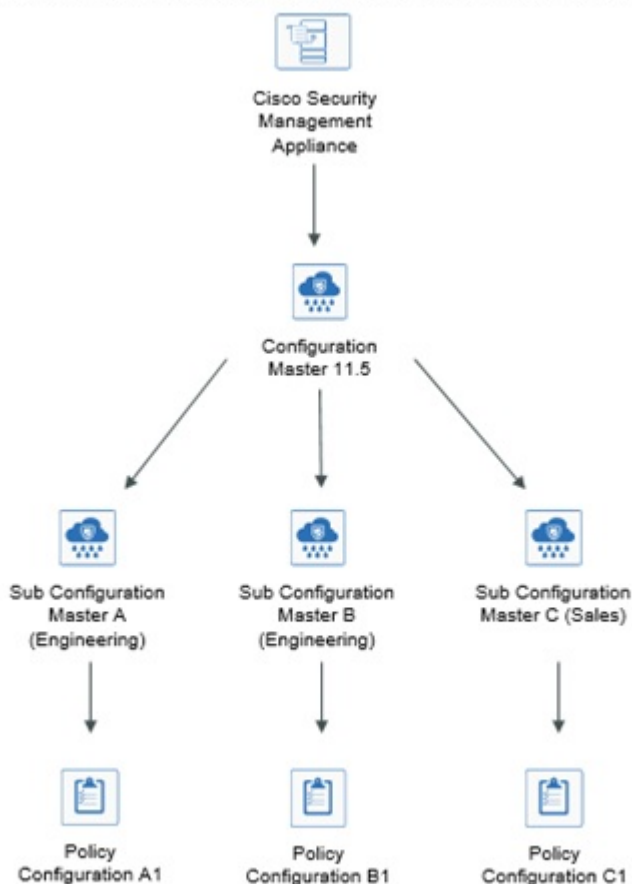 Cisco Security
Management
Appliance
Configuration
Master 11.5
Sub Configuration
Master A
(Engineering)
Sub Configuration
Master B
(Engineering)
Sub Configuration
Master C (Sales)
Policy
Configuration A1
Policy
Configuration B1
Policy
Configuration C1